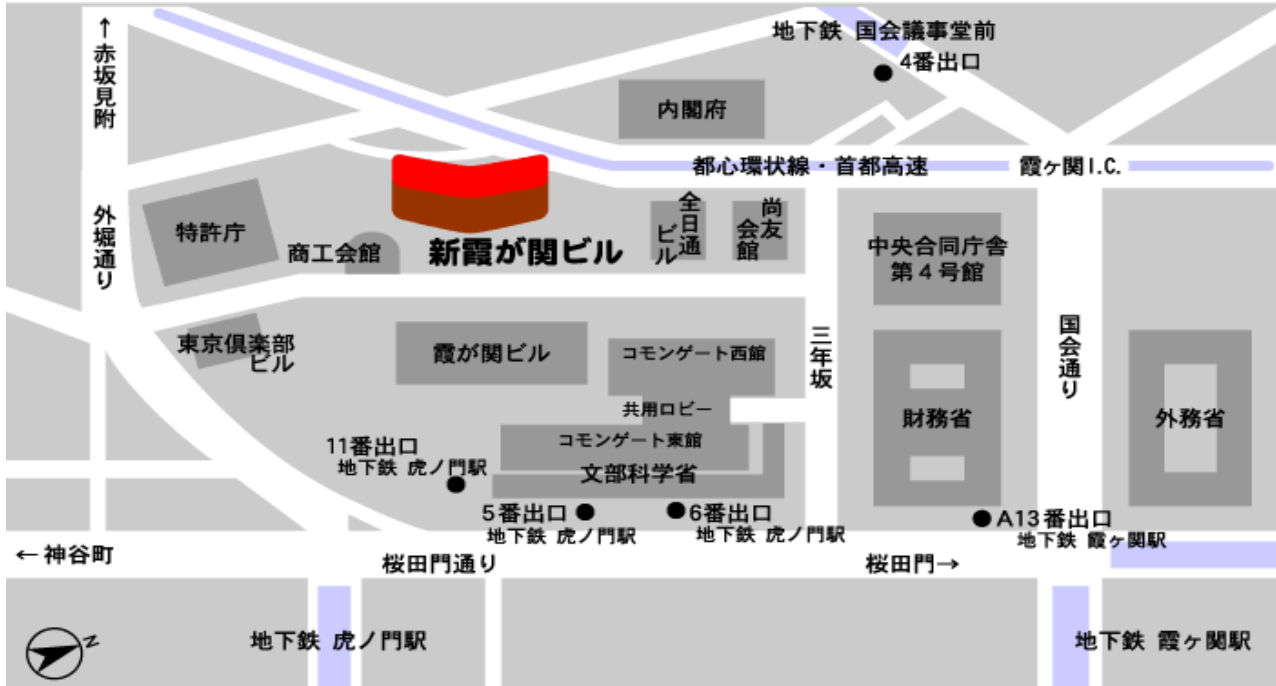 地下鉄 国会議事堂前
4番出口
↑赤坂見附
内閣府
都心環状線・首都高速
霞ヶ関I.C.
外堀通り
特許庁
商工会館
新霞が関ビル
全日通
ビル
尚友
会館
中央合同庁舎
第4号館
東京倶楽部
ビル
霞が関ビル
コモンゲート西館
三年坂
国会通り
共用ロビー
財務省
外務省
コモンゲート東館
11番出口
地下鉄 虎ノ門駅
文部科学省
5番出口
地下鉄 虎ノ門駅
6番出口
地下鉄 虎ノ門駅
A13番出口
地下鉄 霞ヶ関駅
←神谷町
桜田門通り
桜田門→
地下鉄 虎ノ門駅
地下鉄 霞ヶ関駅
N